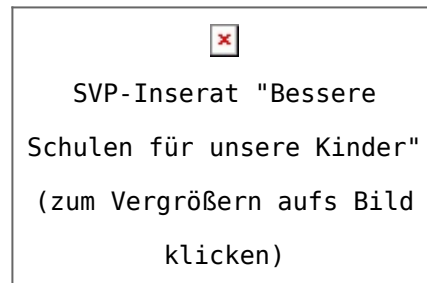 SVP-Inserat "Bessere
Schulen für unsere Kinder"
(zum Vergrößern aufs Bild
klicken)